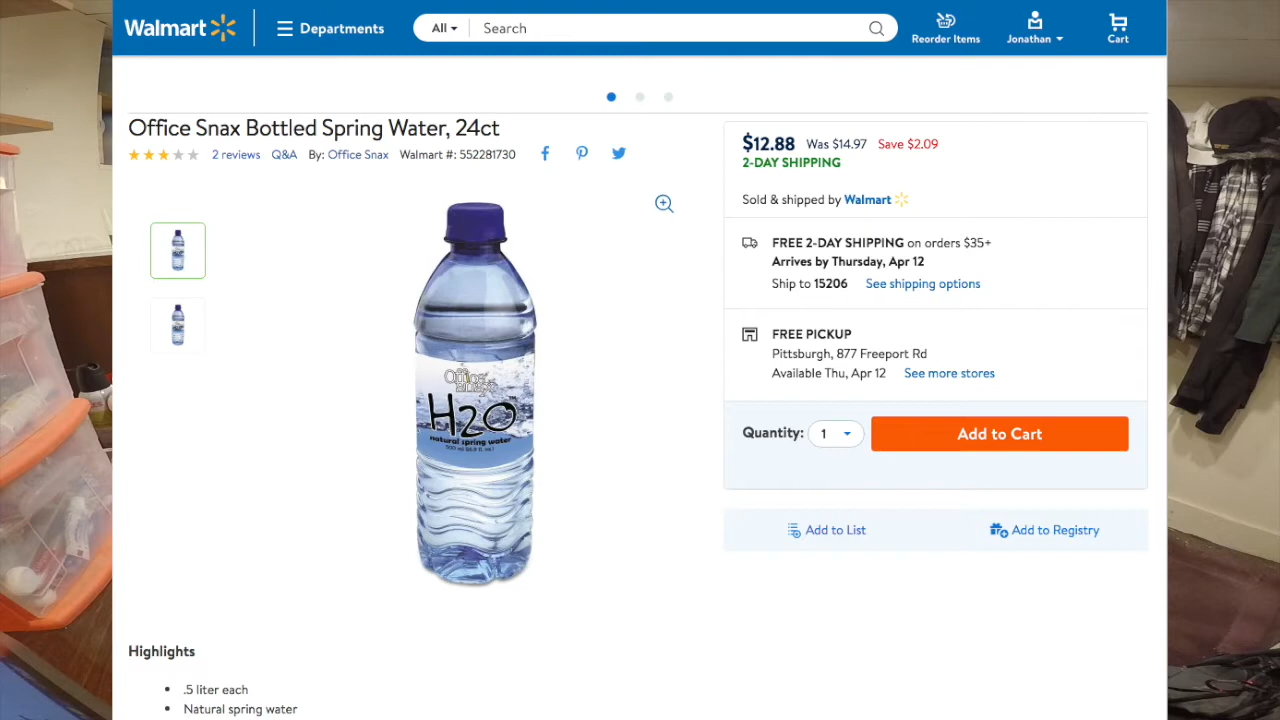 Walmart
Departments
All
Search
Reorder Items
Jonathan
Cart
Office Snax Bottled Spring Water, 24ct
2 reviews Q&A By: Office Snax Walmart #: 552281730
Office
Snax
H2O
natural spring water
$12.88 Was $14.97 Save $2.09
2-DAY SHIPPING
Sold & shipped by Walmart
FREE 2-DAY SHIPPING on orders $35+
Arrives by Thursday, Apr 12
Ship to 15206 See shipping options
FREE PICKUP
Pittsburgh, 877 Freeport Rd
Available Thu, Apr 12 See more stores
Quantity: 1 Add to Cart
Add to List Add to Registry
Highlights
.5 liter each
Natural spring water